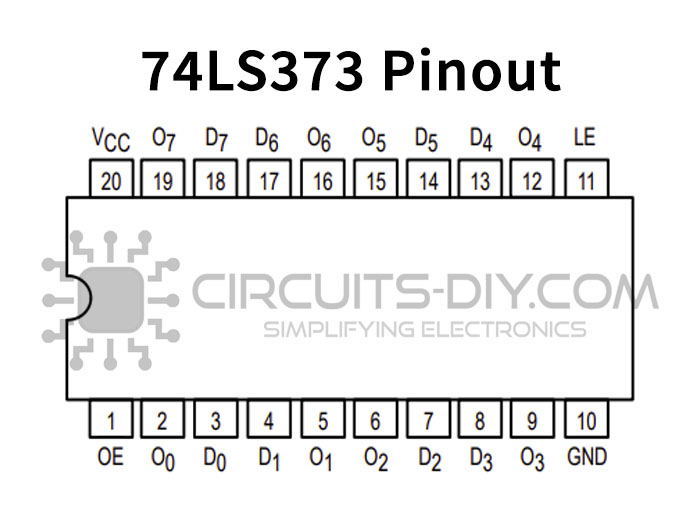 74LS373 Pinout
VCC O7 D7 D6 O6 O5 D5 D4 O4 LE
20 19 18 17 16 15 14 13 12 11
CIRCUITS-DIY.COM
SIMPLIFYING ELECTRONICS
1 2 3 4 5 6 7 8 9 10
OE O0 D0 D1 O1 O2 D2 D3 O3 GND